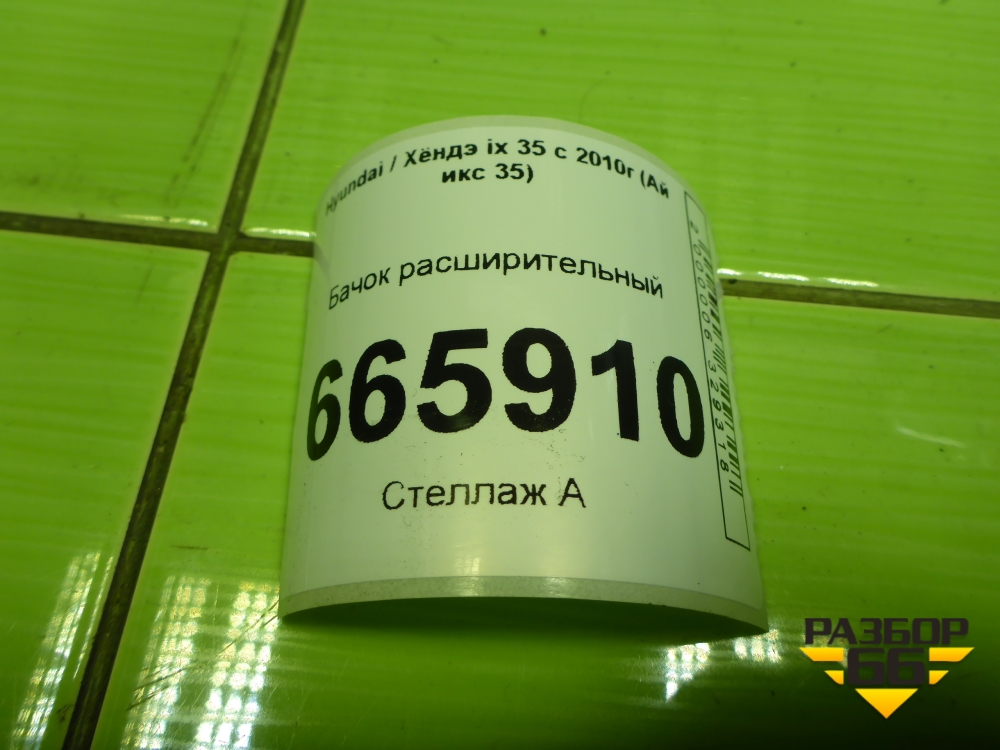 Hyundai / Хёндэ ix 35 с 2010г (Ай
икс 35)
Бачок расширительный
665910
Стеллаж А
2000006329318
РАЗБОР
66